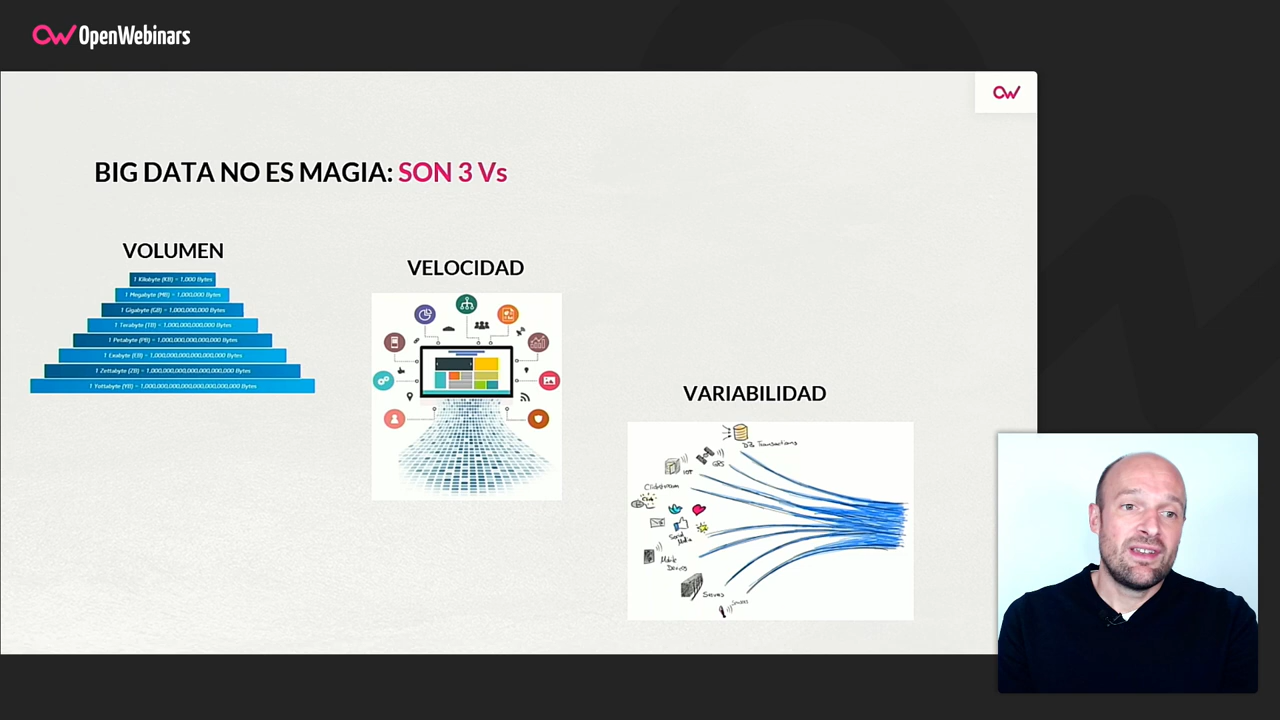 OpenWebinars
BIG DATA NO ES MAGIA: SON 3 Vs
VOLUMEN
1 Kilobyte (KB) = 1,000 Bytes
1 Megabyte (MB) = 1,000,000 Bytes
1 Gigabyte (GB) = 1,000,000,000 Bytes
1 Terabyte (TB) = 1,000,000,000,000 Bytes
1 Petabyte (PB) = 1,000,000,000,000,000 Bytes
1 Exabyte (EB) = 1,000,000,000,000,000,000 Bytes
1 Zettabyte (ZB) = 1,000,000,000,000,000,000,000 Bytes
1 Yottabyte (YB) = 1,000,000,000,000,000,000,000,000 Bytes
VELOCIDAD
VARIABILIDAD
DB Transactions
GPS
IOT
Clickstream
Social
Media
Mobile
Devices
Servers
Sensors